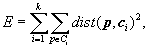 E = \sum_{i=1}^{k} \sum_{p \in C_i} dist(p, c_i)^2,